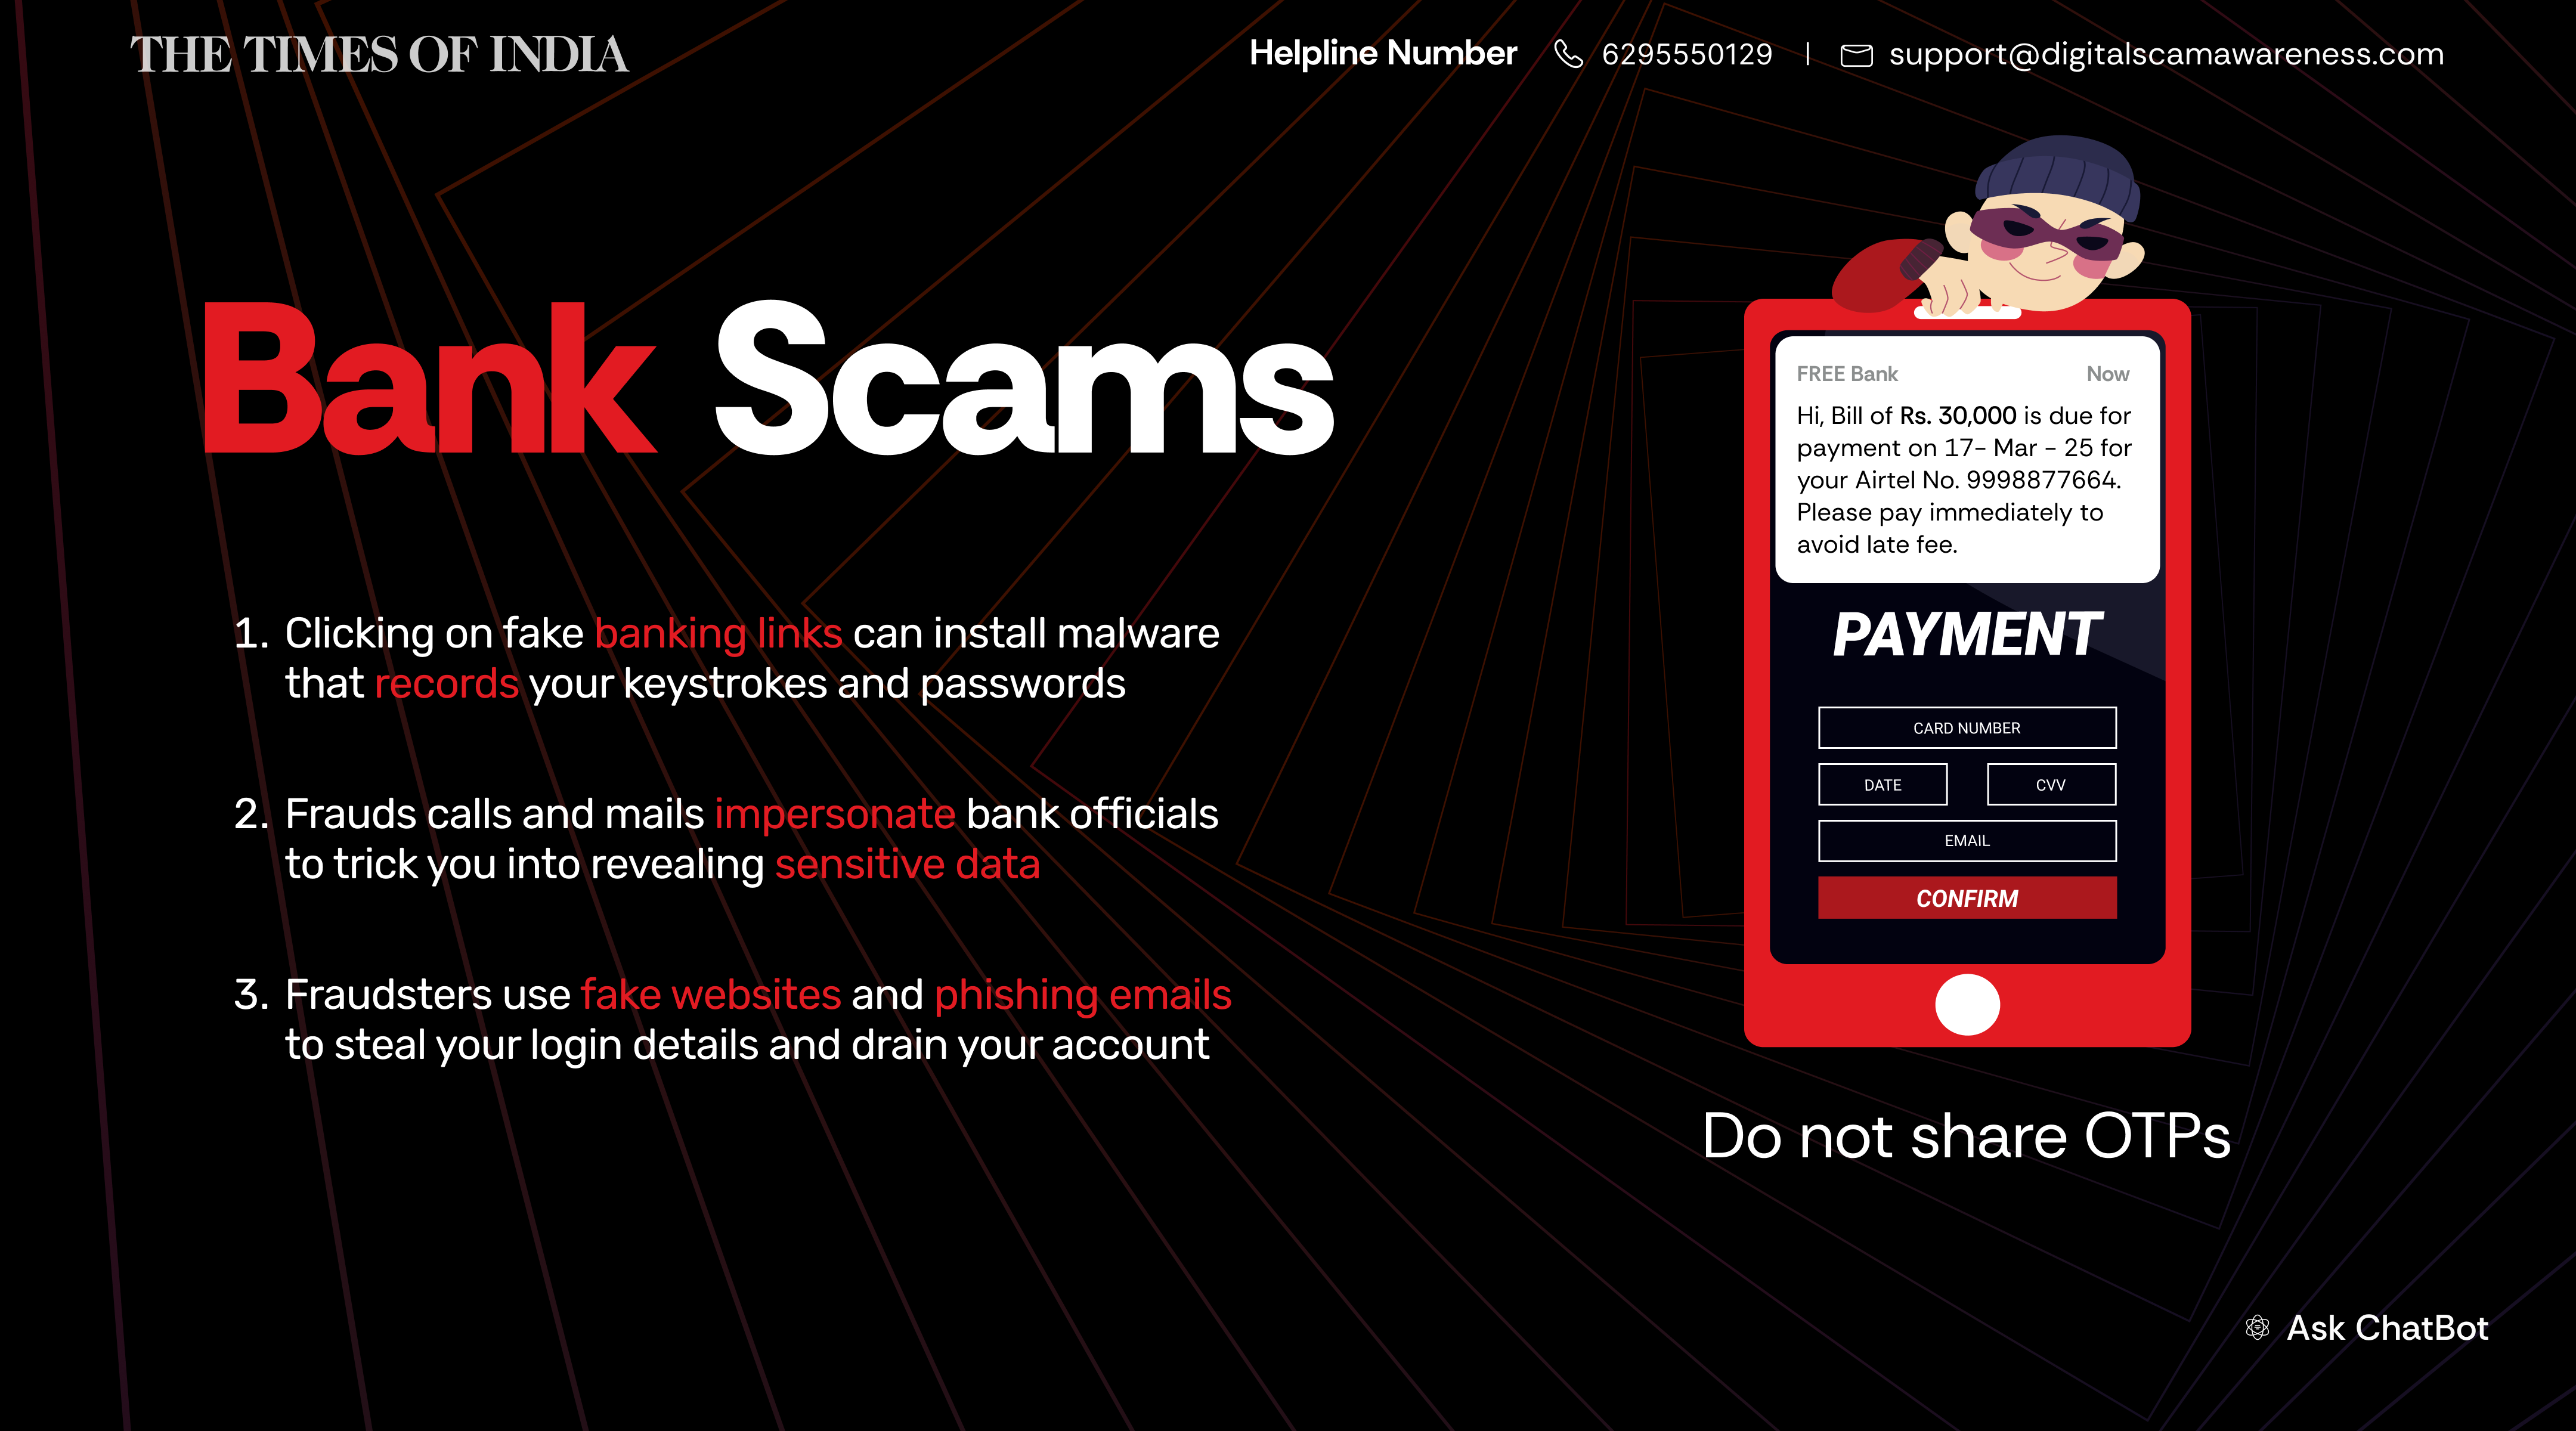 THE TIMES OF INDIA
Helpline Number 6295550129 | support@digitalscamawareness.com
Bank Scams
1. Clicking on fake banking links can install malware
that records your keystrokes and passwords
2. Frauds calls and mails impersonate bank officials
to trick you into revealing sensitive data
3. Fraudsters use fake websites and phishing emails
to steal your login details and drain your account
FREE Bank Now
Hi, Bill of Rs. 30,000 is due for
payment on 17- Mar - 25 for
your Airtel No. 9998877664.
Please pay immediately to
avoid late fee.
PAYMENT
CARD NUMBER
DATE CVV
EMAIL
CONFIRM
Do not share OTPs
Ask ChatBot